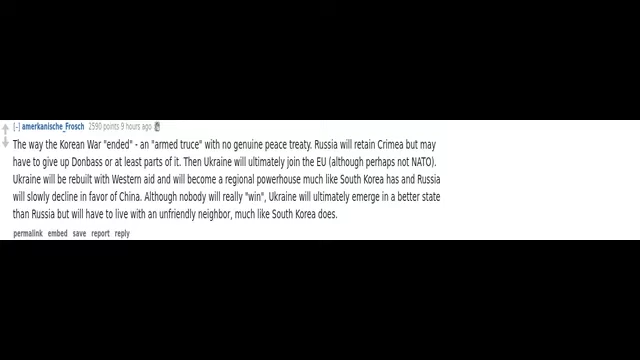 [-] amerkanische_Frosch 2590 points 9 hours ago
The way the Korean War "ended" - an "armed truce" with no genuine peace treaty. Russia will retain Crimea but may
have to give up Donbass or at least parts of it. Then Ukraine will ultimately join the EU (although perhaps not NATO).
Ukraine will be rebuilt with Western aid and will become a regional powerhouse much like South Korea has and Russia
will slowly decline in favor of China. Although nobody will really "win", Ukraine will ultimately emerge in a better state
than Russia but will have to live with an unfriendly neighbor, much like South Korea does.
permalink embed save report reply